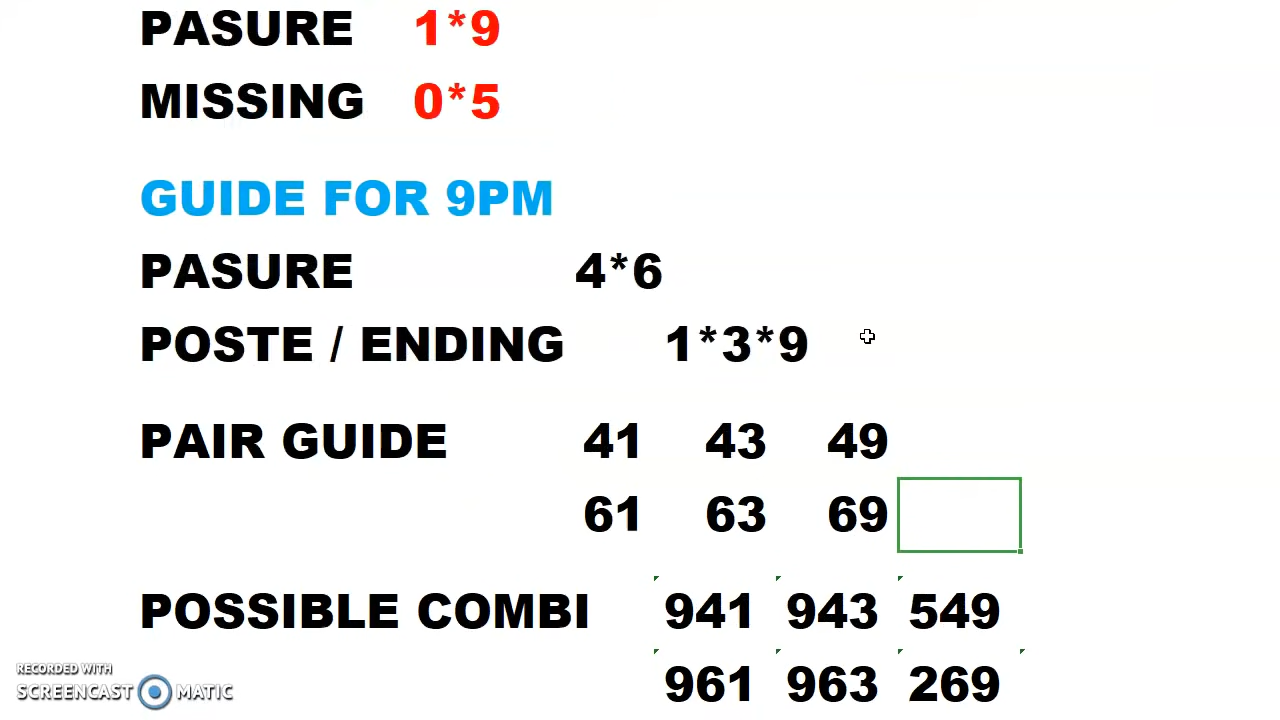 PASURE 1*9
MISSING 0*5
GUIDE FOR 9PM
PASURE 4*6
POSTE / ENDING 1*3*9
PAIR GUIDE 41 43 49
61 63 69
POSSIBLE COMBI 941 943 549
961 963 269
RECORDED WITH
SCREENCAST MATIC